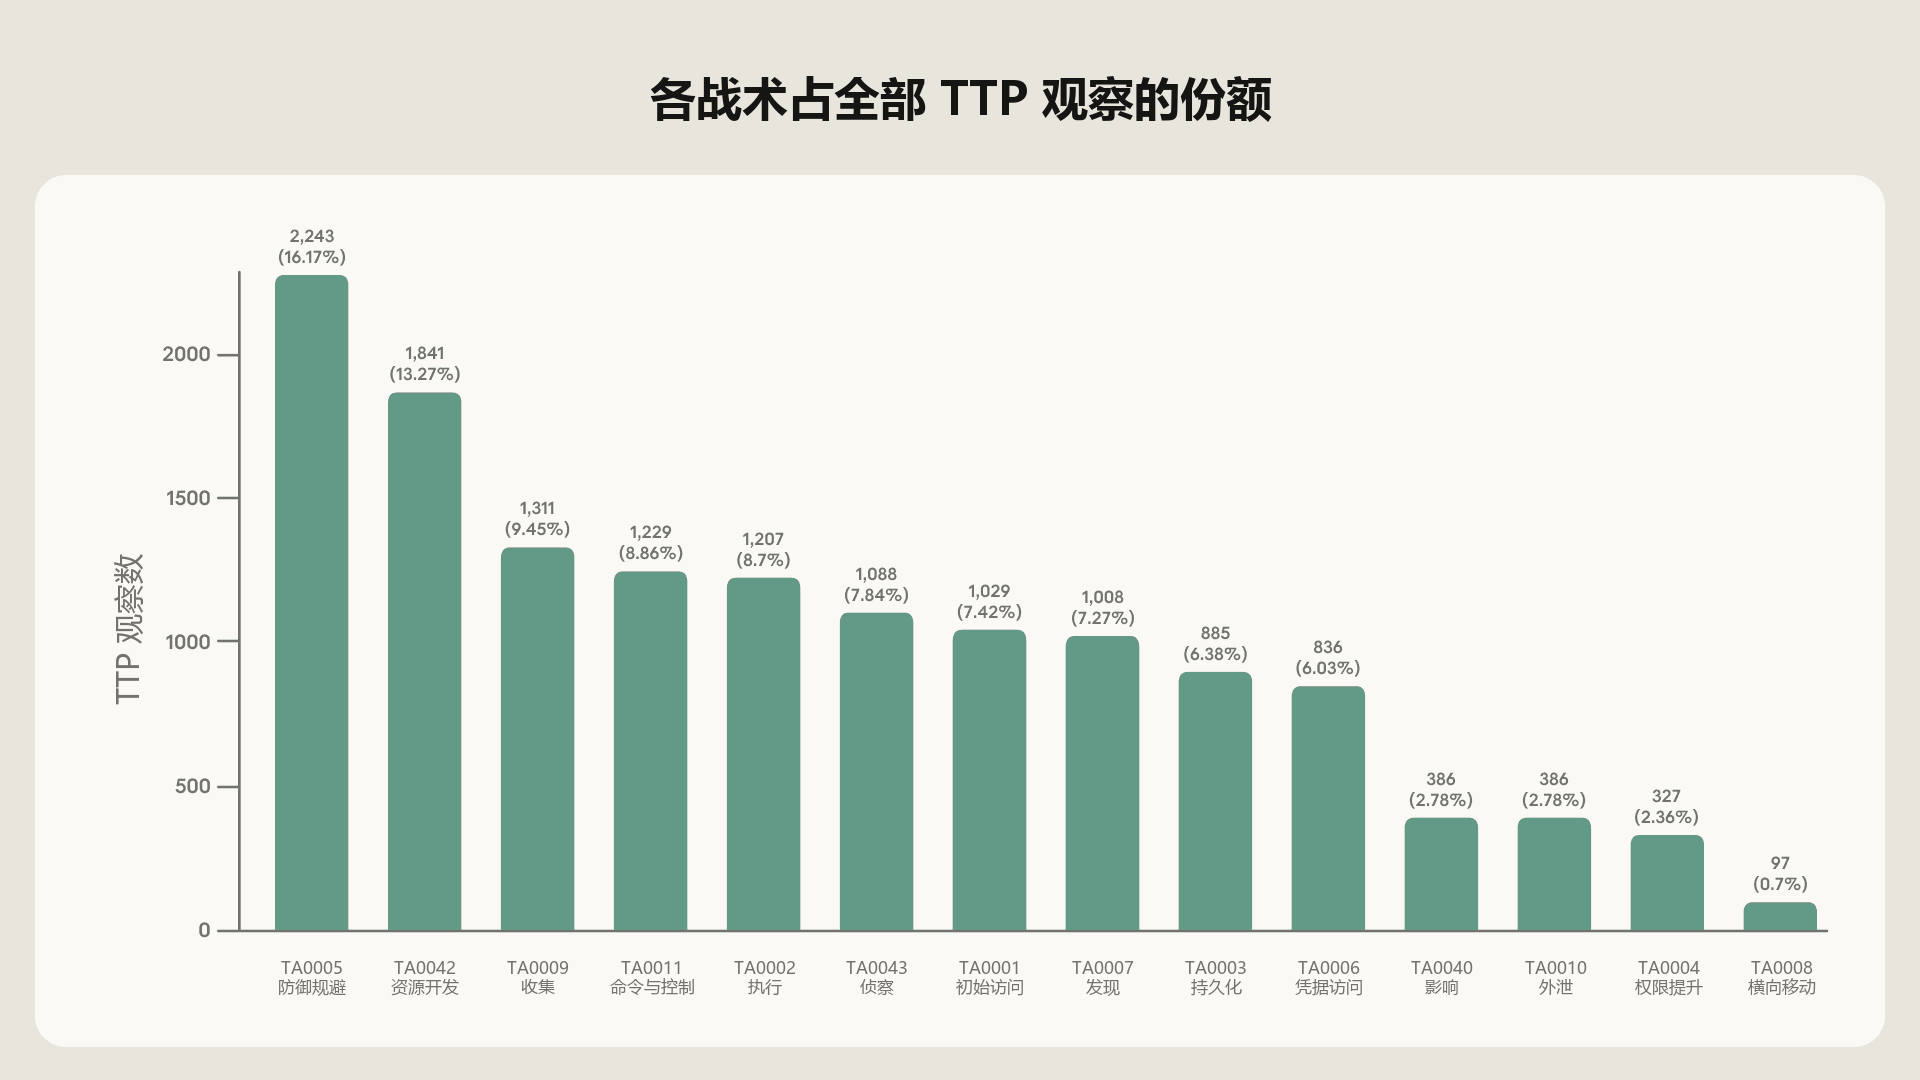 各战术占全部 TTP 观察的份额
TTP 观察数
2000
1500
1000
500
0
2,243
(16.17%)
1,841
(13.27%)
1,311
(9.45%)
1,229
(8.86%)
1,207
(8.7%)
1,088
(7.84%)
1,029
(7.42%)
1,008
(7.27%)
885
(6.38%)
836
(6.03%)
386
(2.78%)
386
(2.78%)
327
(2.36%)
97
(0.7%)
TA0005
防御规避
TA0042
资源开发
TA0009
收集
TA0011
命令与控制
TA0002
执行
TA0043
侦察
TA0001
初始访问
TA0007
发现
TA0003
持久化
TA0006
凭据访问
TA0040
影响
TA0010
外泄
TA0004
权限提升
TA0008
横向移动